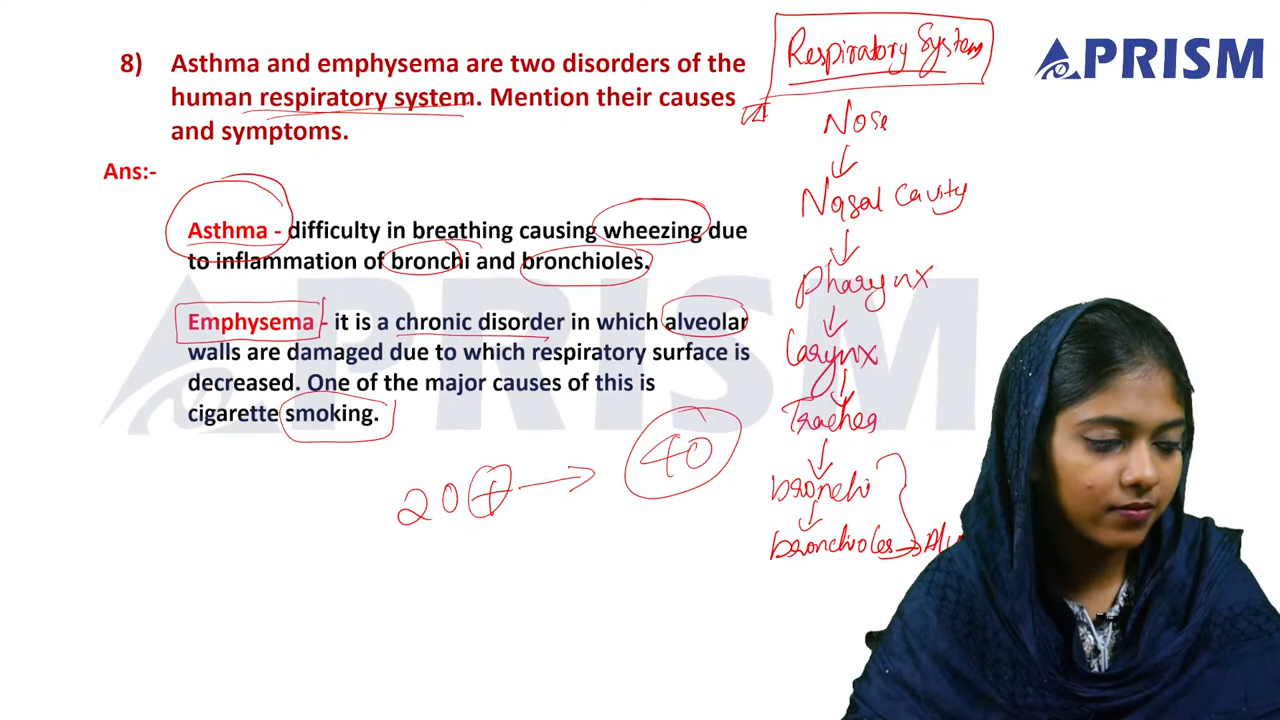 8) Asthma and emphysema are two disorders of the
human respiratory system. Mention their causes
and symptoms.
Ans:-
Asthma - difficulty in breathing causing wheezing due
to inflammation of bronchi and bronchioles.
Emphysema - it is a chronic disorder in which alveolar
walls are damaged due to which respiratory surface is
decreased. One of the major causes of this is
cigarette smoking.
20+ → 40
Respiratory System
Nose
↓
Nasal Cavity
↓
Pharynx
↓
Larynx
↓
Trachea
↓
bronchi
↓
bronchioles →
PRISM
PRISM